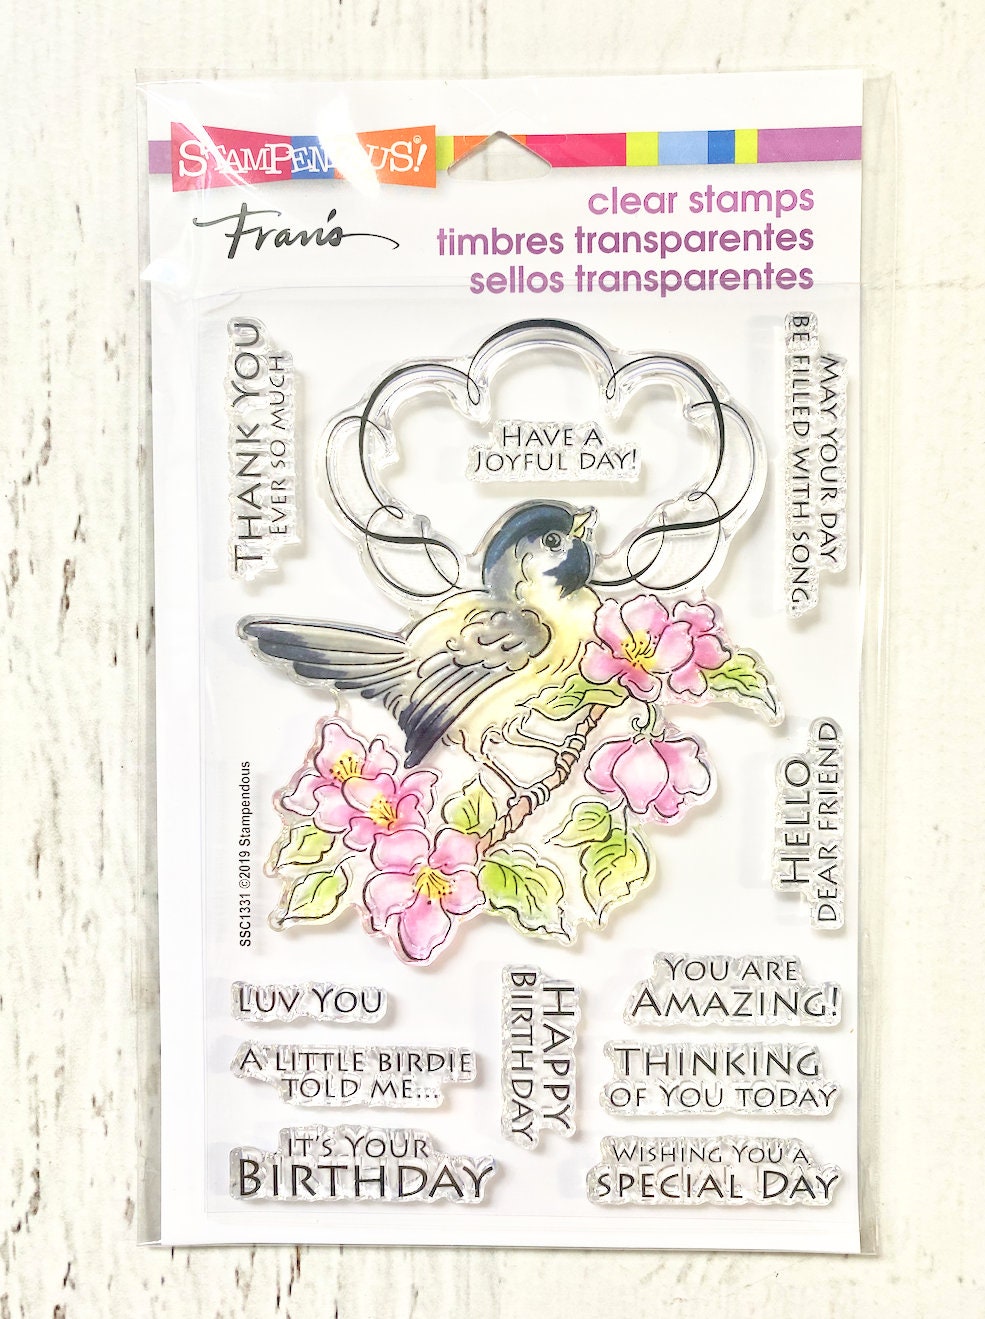 STAMPENDOUS!
Fran's
clear stamps
timbres transparentes
sellos transparentes
THANK YOU
EVER SO MUCH
HAVE A
JOYFUL DAY!
MAY YOUR DAY
BE FILLED WITH SONG.
HELLO
DEAR FRIEND
SSC1331 ©2019 Stampendous
LUV YOU
A LITTLE BIRDIE
TOLD ME...
IT'S YOUR
BIRTHDAY
HAPPY
BIRTHDAY
YOU ARE
AMAZING!
THINKING
OF YOU TODAY
WISHING YOU A
SPECIAL DAY